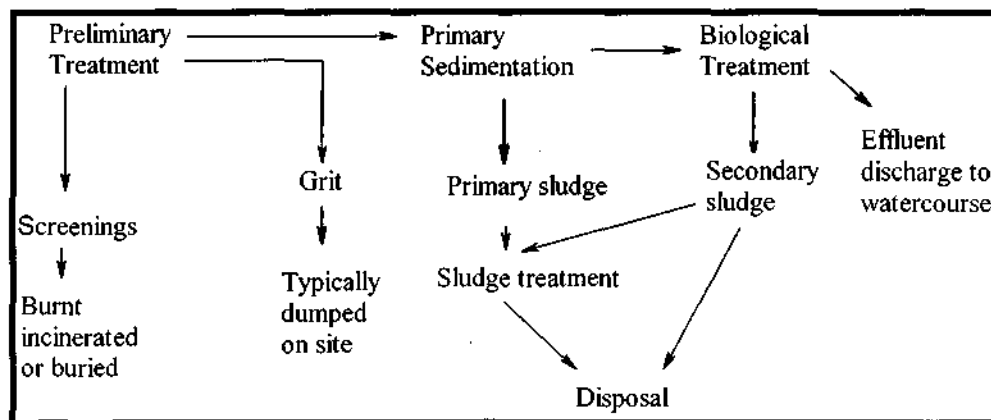 Preliminary
Treatment
Primary
Sedimentation
Biological
Treatment
Effluent
discharge to
watercourse
Grit
Primary sludge
Secondary
sludge
Screenings
Typically
dumped
on site
Sludge treatment
Burnt
incinerated
or buried
Disposal